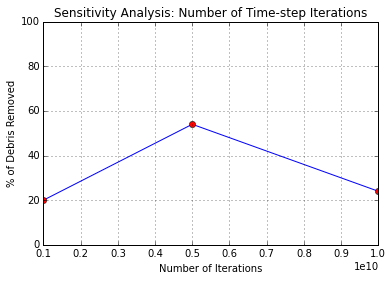 Sensitivity Analysis: Number of Time-step Iterations
100
80
60
40
20
0
% of Debris Removed
0.1 0.2 0.3 0.4 0.5 0.6 0.7 0.8 0.9 1.0
1e10
Number of Iterations